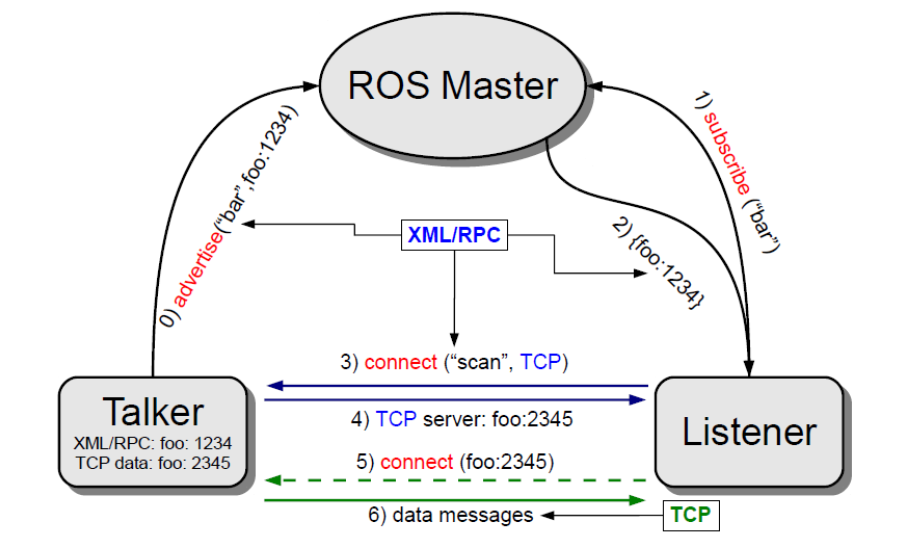 ROS Master
0) advertise(“bar”,foo:1234)
1) subscribe (“bar”)
XML/RPC
2) {foo:1234}
3) connect (“scan”, TCP)
4) TCP server: foo:2345
Talker
XML/RPC: foo: 1234
TCP data: foo: 2345
Listener
5) connect (foo:2345)
6) data messages
TCP